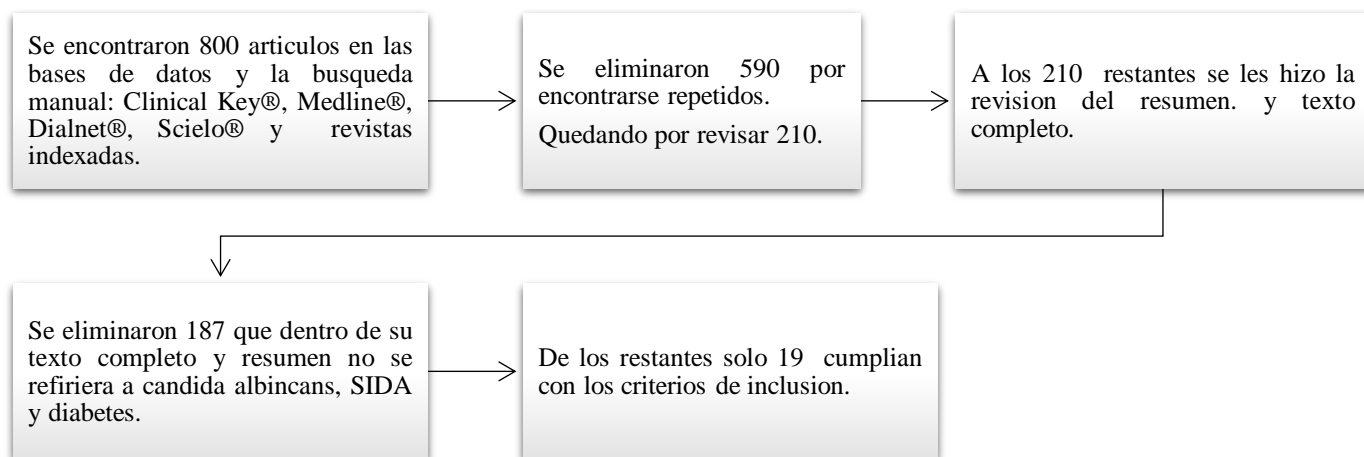 Se encontraron 800 articulos en las
bases de datos y la busqueda
manual: Clinical Key®, Medline®,
Dialnet®, Scielo® y revistas
indexadas.
Se eliminaron 590 por
encontrarse repetidos.
Quedando por revisar 210.
A los 210 restantes se les hizo la
revision del resumen. y texto
completo.
Se eliminaron 187 que dentro de su
texto completo y resumen no se
refiriera a candida albincans, SIDA
y diabetes.
De los restantes solo 19 cumplian
con los criterios de inclusion.